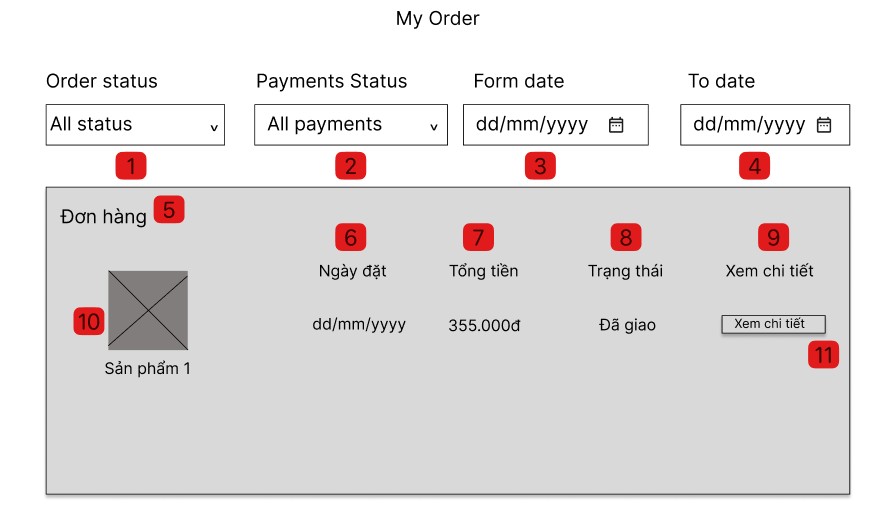 My Order
Order status
Payments Status
Form date
To date
All status
All payments
dd/mm/yyyy
dd/mm/yyyy
1
2
3
4
Đơn hàng
5
6
7
8
9
Ngày đặt
Tổng tiền
Trạng thái
Xem chi tiết
10
dd/mm/yyyy
355.000đ
Đã giao
Xem chi tiết
11
Sản phẩm 1